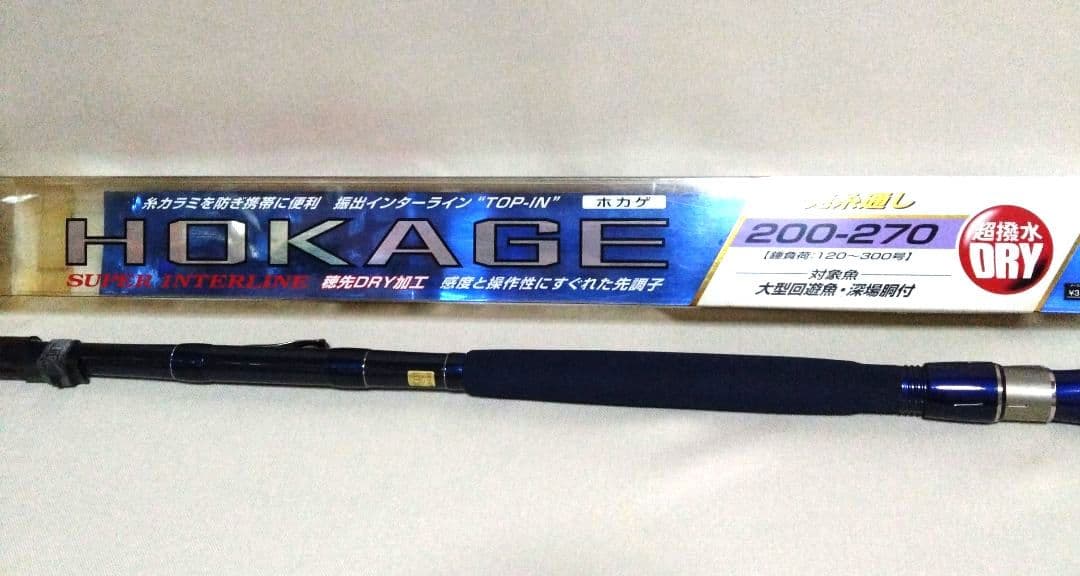 糸カラミを防ぎ携帯に便利 振出インターライン"TOP-IN"
ホカゲ
HOKAGE
SUPER INTERLINE 穂先DRY加工 感度と操作性にすぐれた先調子
糸通し
200-270
【錘負荷:120〜300号】
対象魚
大型回遊魚・深場胴付
超撥水
DRY